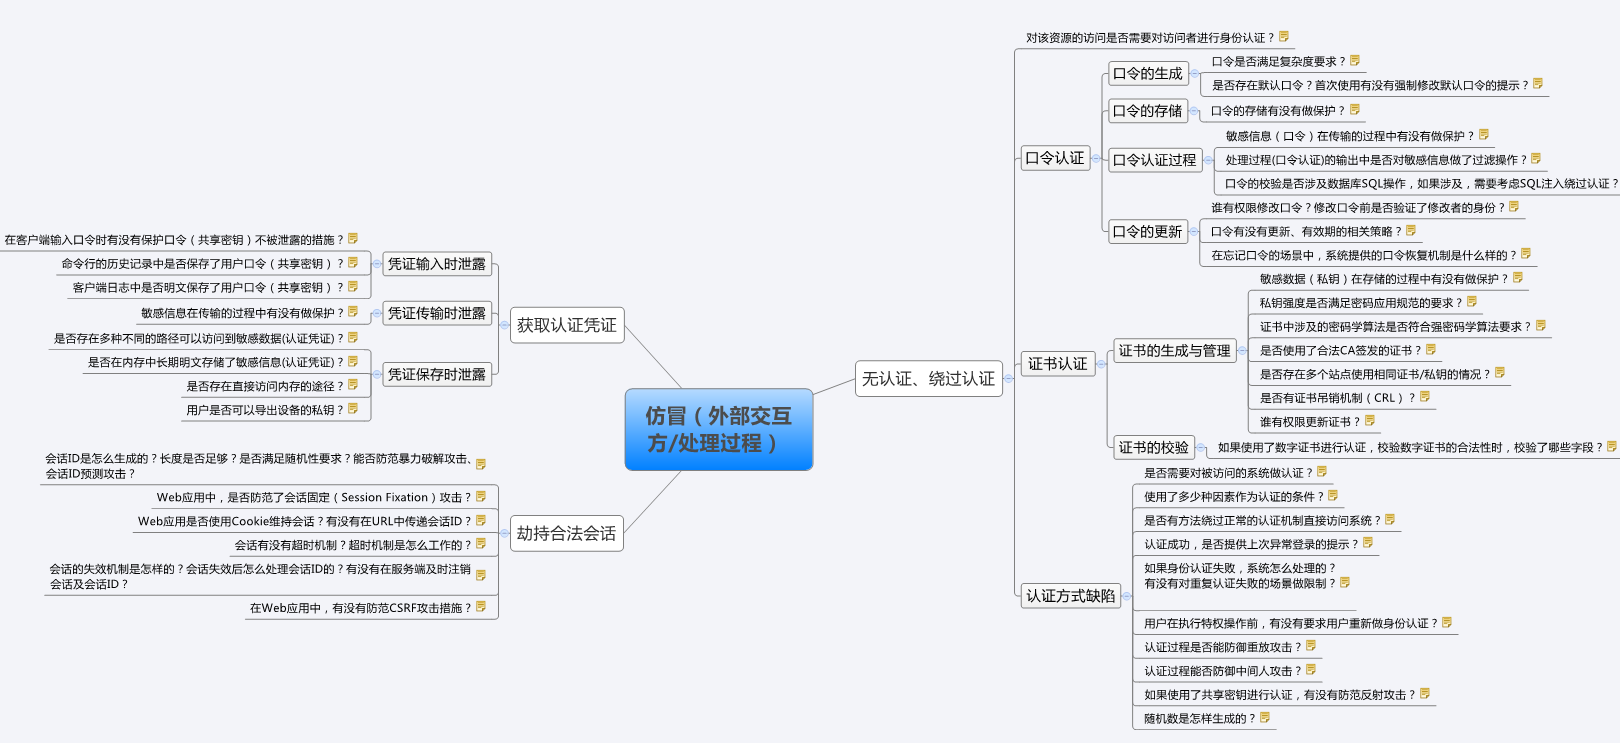 仿冒（外部交互
方/处理过程）
无认证、绕过认证
对该资源的访问是否需要对访问者进行身份认证？
口令认证
口令的生成
口令是否满足复杂度要求？
是否存在默认口令？首次使用有没有强制修改默认口令的提示？
口令的存储
口令的存储有没有做保护？
口令认证过程
敏感信息（口令）在传输的过程中有没有做保护？
处理过程(口令认证)的输出中是否对敏感信息做了过滤操作？
口令的校验是否涉及数据库SQL操作，如果涉及，需要考虑SQL注入绕过认证？
口令的更新
谁有权限修改口令？修改口令前是否验证了修改者的身份？
口令有没有更新、有效期的相关策略？
在忘记口令的场景中，系统提供的口令恢复机制是什么样的？
证书认证
证书的生成与管理
敏感数据（私钥）在存储的过程中有没有做保护？
私钥强度是否满足密码应用规范的要求？
证书中涉及的密码学算法是否符合强密码学算法要求？
是否使用了合法CA签发的证书？
是否存在多个站点使用相同证书/私钥的情况？
是否有证书吊销机制（CRL）？
谁有权限更新证书？
证书的校验
如果使用了数字证书进行认证，校验数字证书的合法性时，校验了哪些字段？
认证方式缺陷
是否需要对被访问的系统做认证？
使用了多少种因素作为认证的条件？
是否有方法绕过正常的认证机制直接访问系统？
认证成功，是否提供上次异常登录的提示？
如果身份认证失败，系统怎么处理的？
有没有对重复认证失败的场景做限制？
用户在执行特权操作前，有没有要求用户重新做身份认证？
认证过程是否能防御重放攻击？
认证过程能否防御中间人攻击？
如果使用了共享密钥进行认证，有没有防范反射攻击？
随机数是怎样生成的？
获取认证凭证
凭证输入时泄露
在客户端输入口令时有没有保护口令（共享密钥）不被泄露的措施？
命令行的历史记录中是否保存了用户口令（共享密钥）？
客户端日志中是否明文保存了用户口令（共享密钥）？
凭证传输时泄露
敏感信息在传输的过程中有没有做保护？
凭证保存时泄露
是否存在多种不同的路径可以访问到敏感数据(认证凭证)？
是否在内存中长期明文存储了敏感信息(认证凭证)？
是否存在直接访问内存的途径？
用户是否可以导出设备的私钥？
劫持合法会话
会话ID是怎么生成的？长度是否足够？是否满足随机性要求？能否防范暴力破解攻击、
会话ID预测攻击？
Web应用中，是否防范了会话固定（Session Fixation）攻击？
Web应用是否使用Cookie维持会话？有没有在URL中传递会话ID？
会话有没有超时机制？超时机制是怎么工作的？
会话的失效机制是怎样的？会话失效后怎么处理会话ID的？有没有在服务端及时注销
会话及会话ID？
在Web应用中，有没有防范CSRF攻击措施？